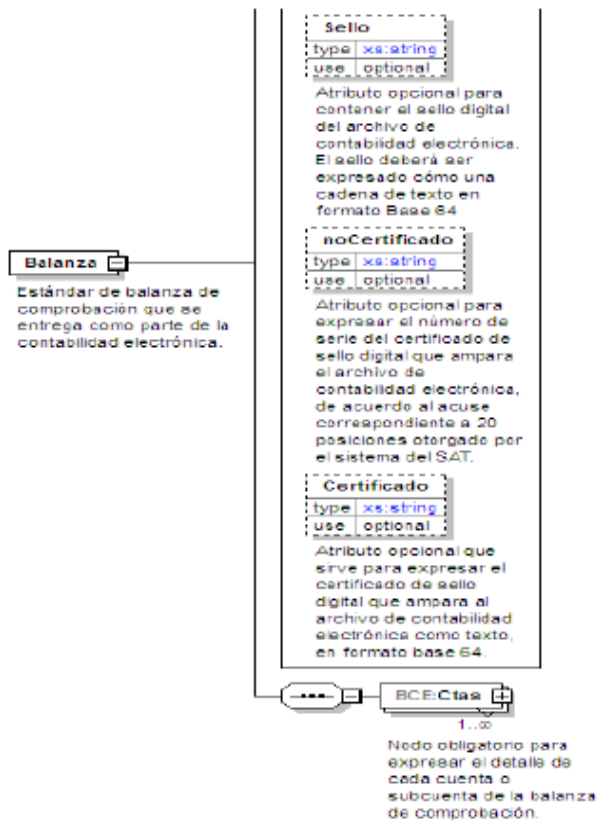 Sello
type xs:string
use optional
Atributo opcional para
contener el sello digital
del archivo de
contabilidad electrónica.
El sello deberá ser
expresado cómo una
cadena de texto en
formato Base 64
noCertificado
type xs:string
use optional
Atributo opcional para
expresar el número de
serie del certificado de
sello digital que ampara
el archivo de
contabilidad electrónica,
de acuerdo al acuse
correspondiente a 20
posiciones otorgado por
el sistema del SAT.
Certificado
type xs:string
use optional
Atributo opcional que
sirve para expresar el
certificado de sello
digital que ampara al
archivo de contabilidad
electrónica como texto,
en formato base 64.
Balanza
Estándar de balanza de
comprobación que se
entrega como parte de la
contabilidad electrónica.
BCE:Ctas
1..∞
Nodo obligatorio para
expresar el detalle de
cada cuenta o
subcuenta de la balanza
de comprobación.